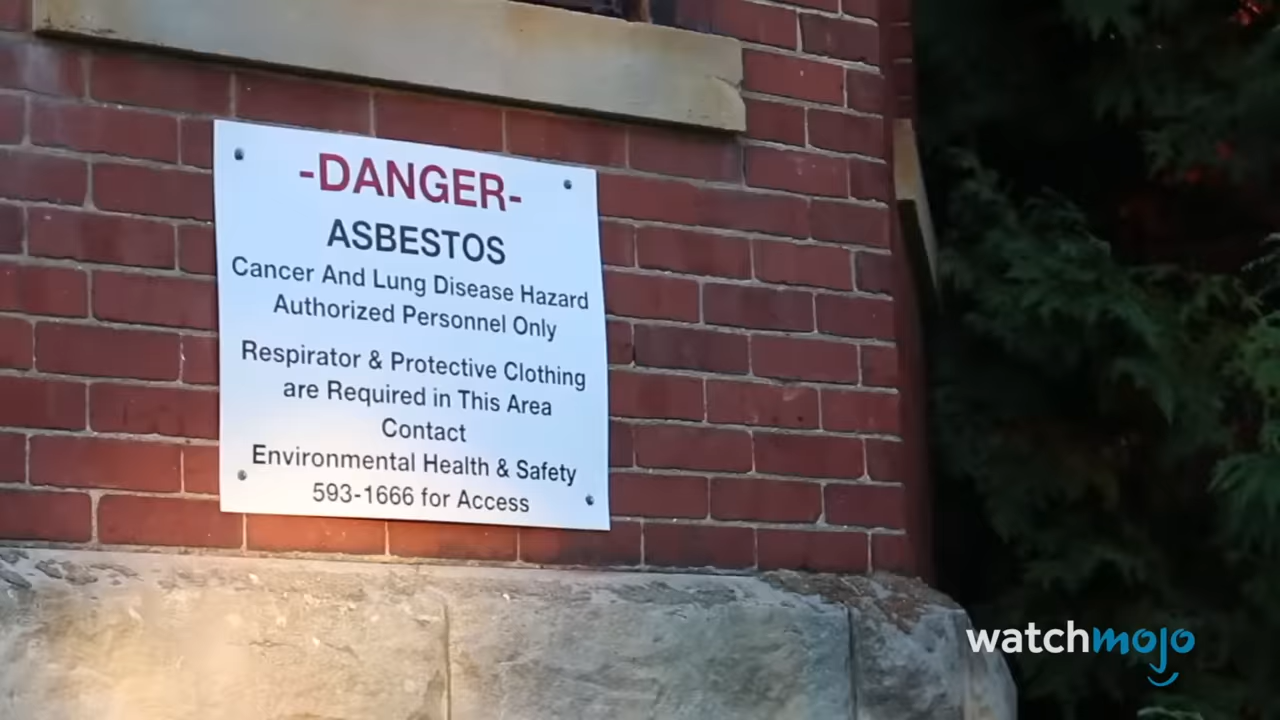 -DANGER-
ASBESTOS
Cancer And Lung Disease Hazard
Authorized Personnel Only
Respirator & Protective Clothing
are Required in This Area
Contact
Environmental Health & Safety
593-1666 for Access
watchmojo